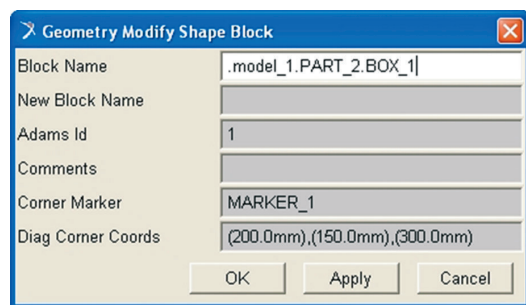 Geometry Modify Shape Block
Block Name .model_1.PART_2.BOX_1
New Block Name
Adams Id 1
Comments
Corner Marker MARKER_1
Diag Corner Coords (200.0mm),(150.0mm),(300.0mm)
OK Apply Cancel